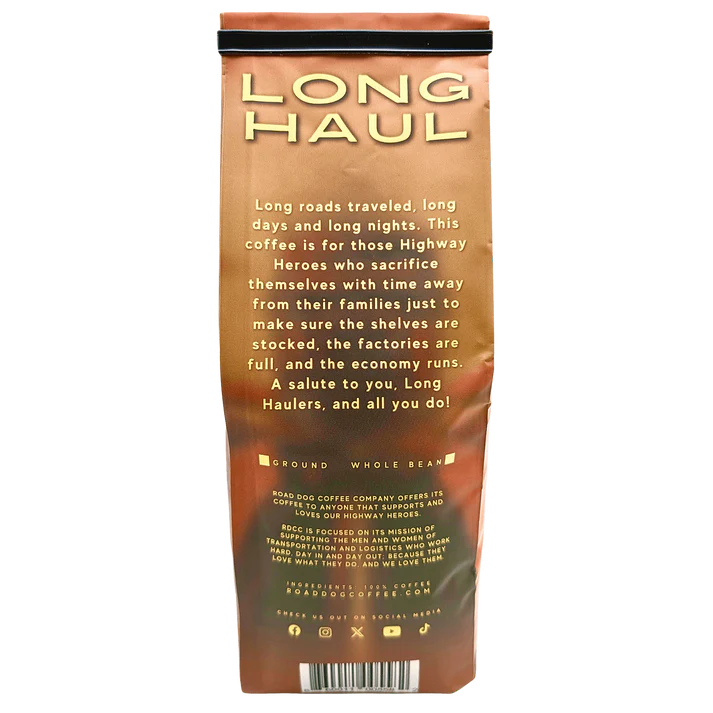 LONG
HAUL
Long roads traveled, long
days and long nights. This
coffee is for those Highway
Heroes who sacrifice
themselves with time away
from their families just to
make sure the shelves are
stocked, the factories are
full, and the economy runs.
A salute to you, Long
Haulers, and all you do!
GROUND WHOLE BEAN
ROAD DOG COFFEE COMPANY OFFERS ITS
COFFEE TO ANYONE THAT SUPPORTS AND
LOVES OUR HIGHWAY HEROES.
RDCC IS FOCUSED ON ITS MISSION OF
SUPPORTING THE MEN AND WOMEN OF
TRANSPORTATION AND LOGISTICS WHO WORK
HARD, DAY IN AND DAY OUT; BECAUSE THEY
LOVE WHAT THEY DO, AND WE LOVE THEM.
INGREDIENTS: 100% COFFEE
ROADDOGCOFFEE.COM
CHECK US OUT ON SOCIAL MEDIA